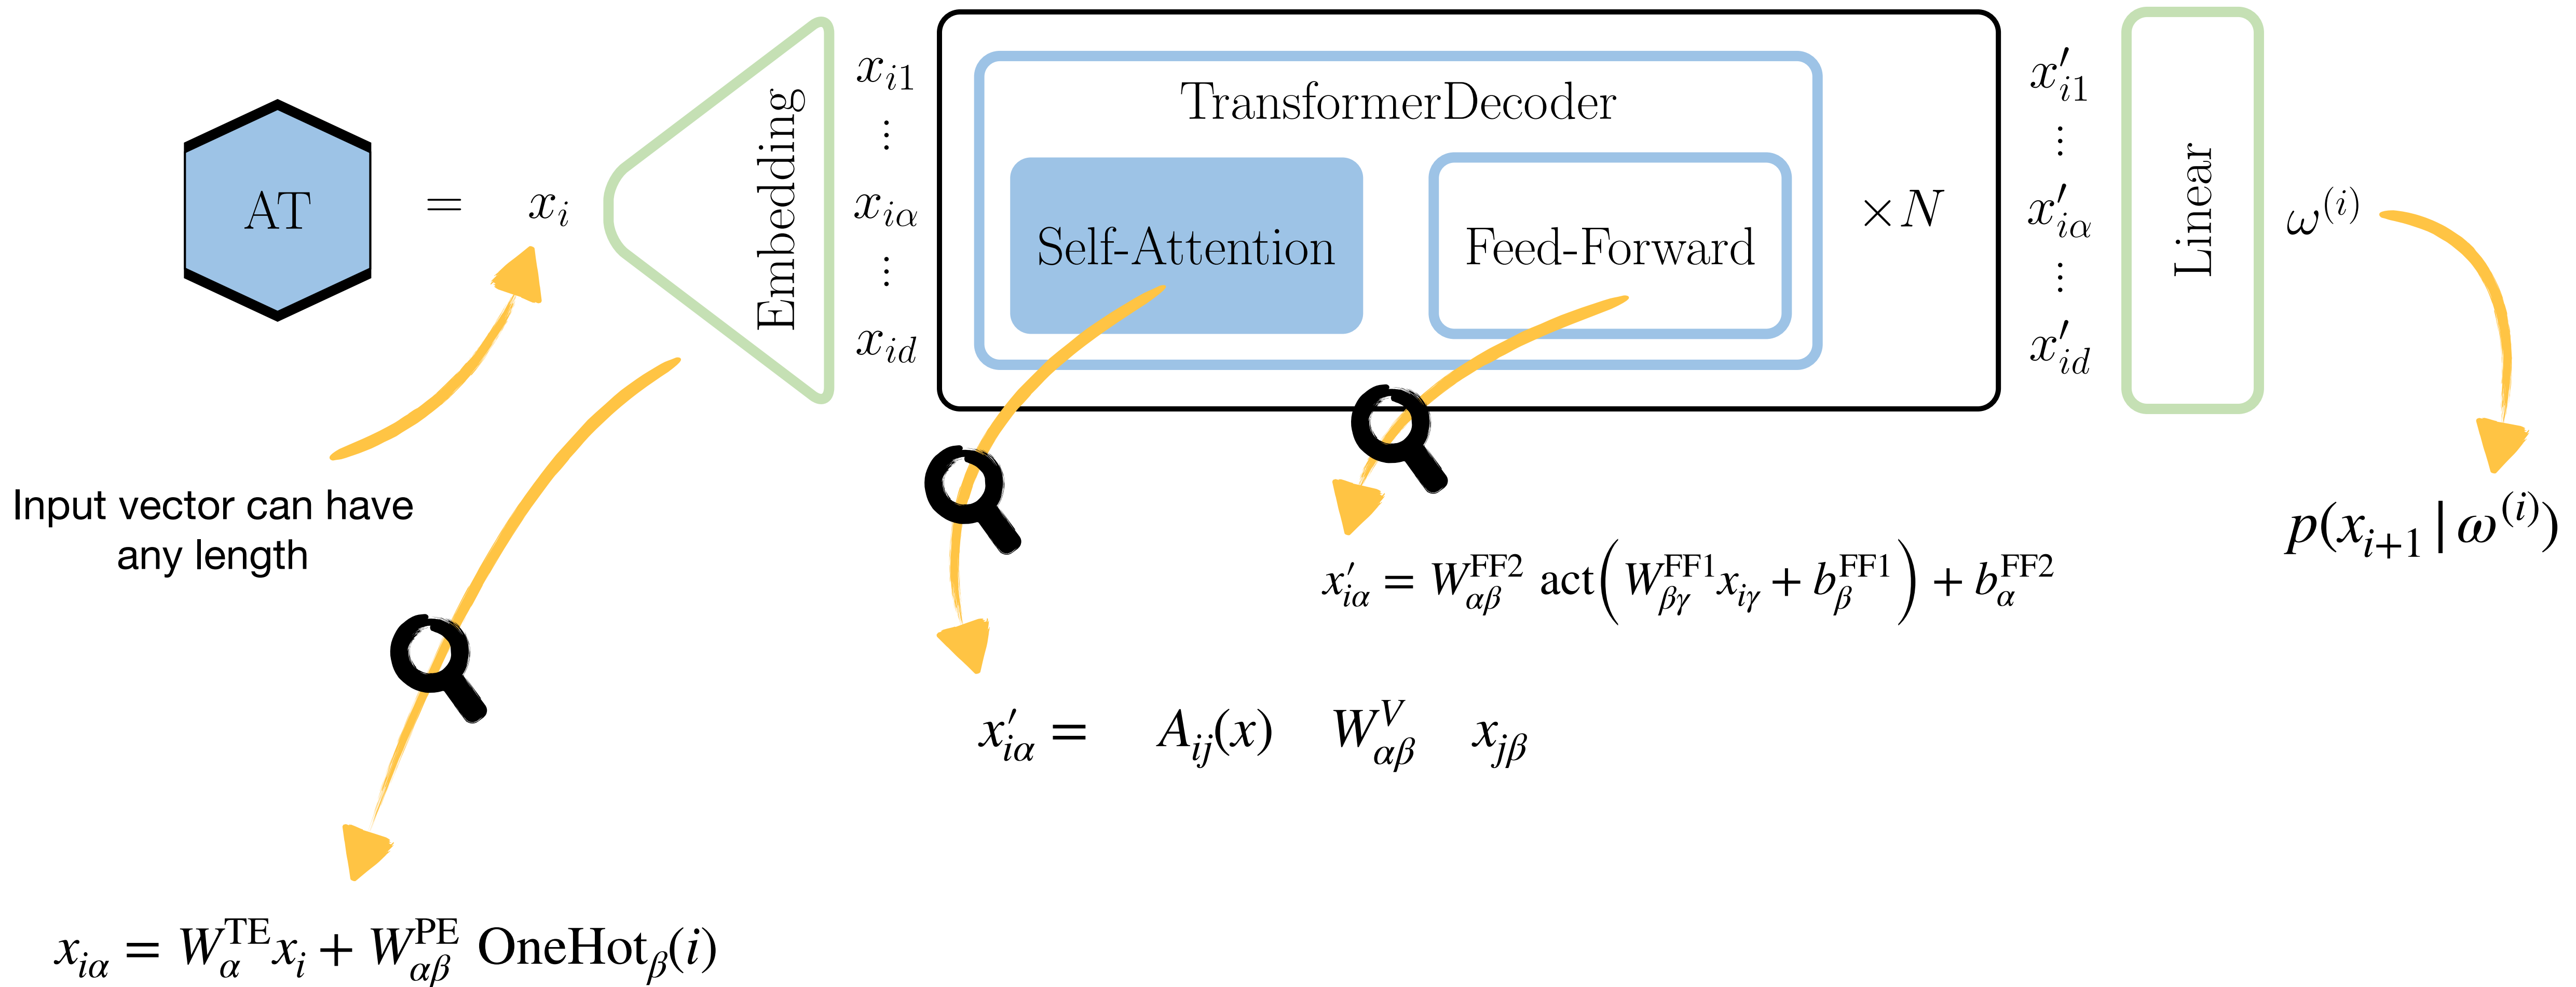 AT
=
x_i
Embedding
x_{i1}
⋮
x_{iα}
⋮
x_{id}
TransformerDecoder
Self-Attention
Feed-Forward
×N
x'_{i1}
⋮
x'_{iα}
⋮
x'_{id}
Linear
ω^{(i)}
Input vector can have
any length
p(x_{i+1} | ω^{(i)})
x'_{iα} = W^{FF2}_{αβ} act(W^{FF1}_{βγ} x_{iγ} + b^{FF1}_β) + b^{FF2}_α
x'_{iα} = A_{ij}(x) W^V_{αβ} x_{jβ}
x_{iα} = W^{TE}_α x_i + W^{PE}_{αβ} OneHot_β(i)